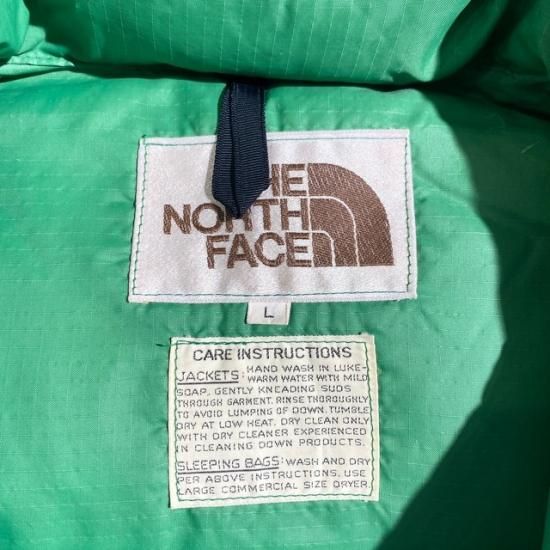 THE
NORTH
FACE
L
CARE INSTRUCTIONS
JACKETS: HAND WASH IN LUKE-
WARM WATER WITH MILD
SOAP, GENTLY KNEADING SUDS
THROUGH GARMENT. RINSE THOROUGHLY
TO AVOID LUMPING OF DOWN. TUMBLE
DRY AT LOW HEAT. DRY CLEAN ONLY
WITH DRY CLEANER EXPERIENCED
IN CLEANING DOWN PRODUCTS.
SLEEPING BAGS: WASH AND DRY
PER ABOVE INSTRUCTIONS. USE
LARGE COMMERCIAL SIZE DRYER.